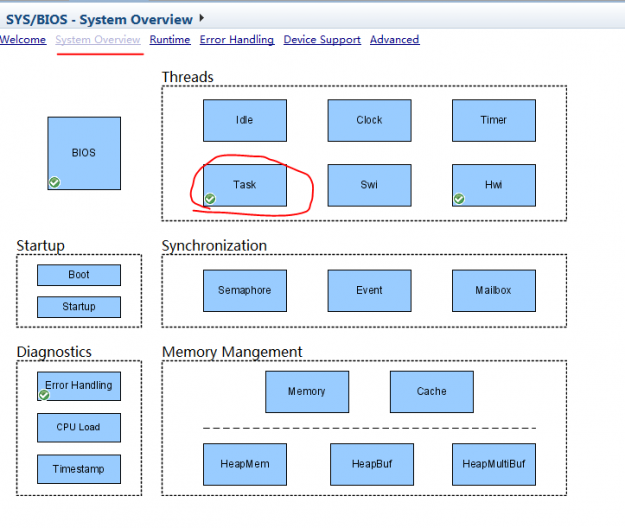 SYS/BIOS - System Overview
Welcome System Overview Runtime Error Handling Device Support Advanced
Threads
Idle Clock Timer
BIOS
Task Swi Hwi
Startup Synchronization
Boot
Semaphore Event Mailbox
Startup
Diagnostics Memory Mangement
Error Handling
Memory Cache
CPU Load
HeapMem HeapBuf HeapMultiBuf
Timestamp